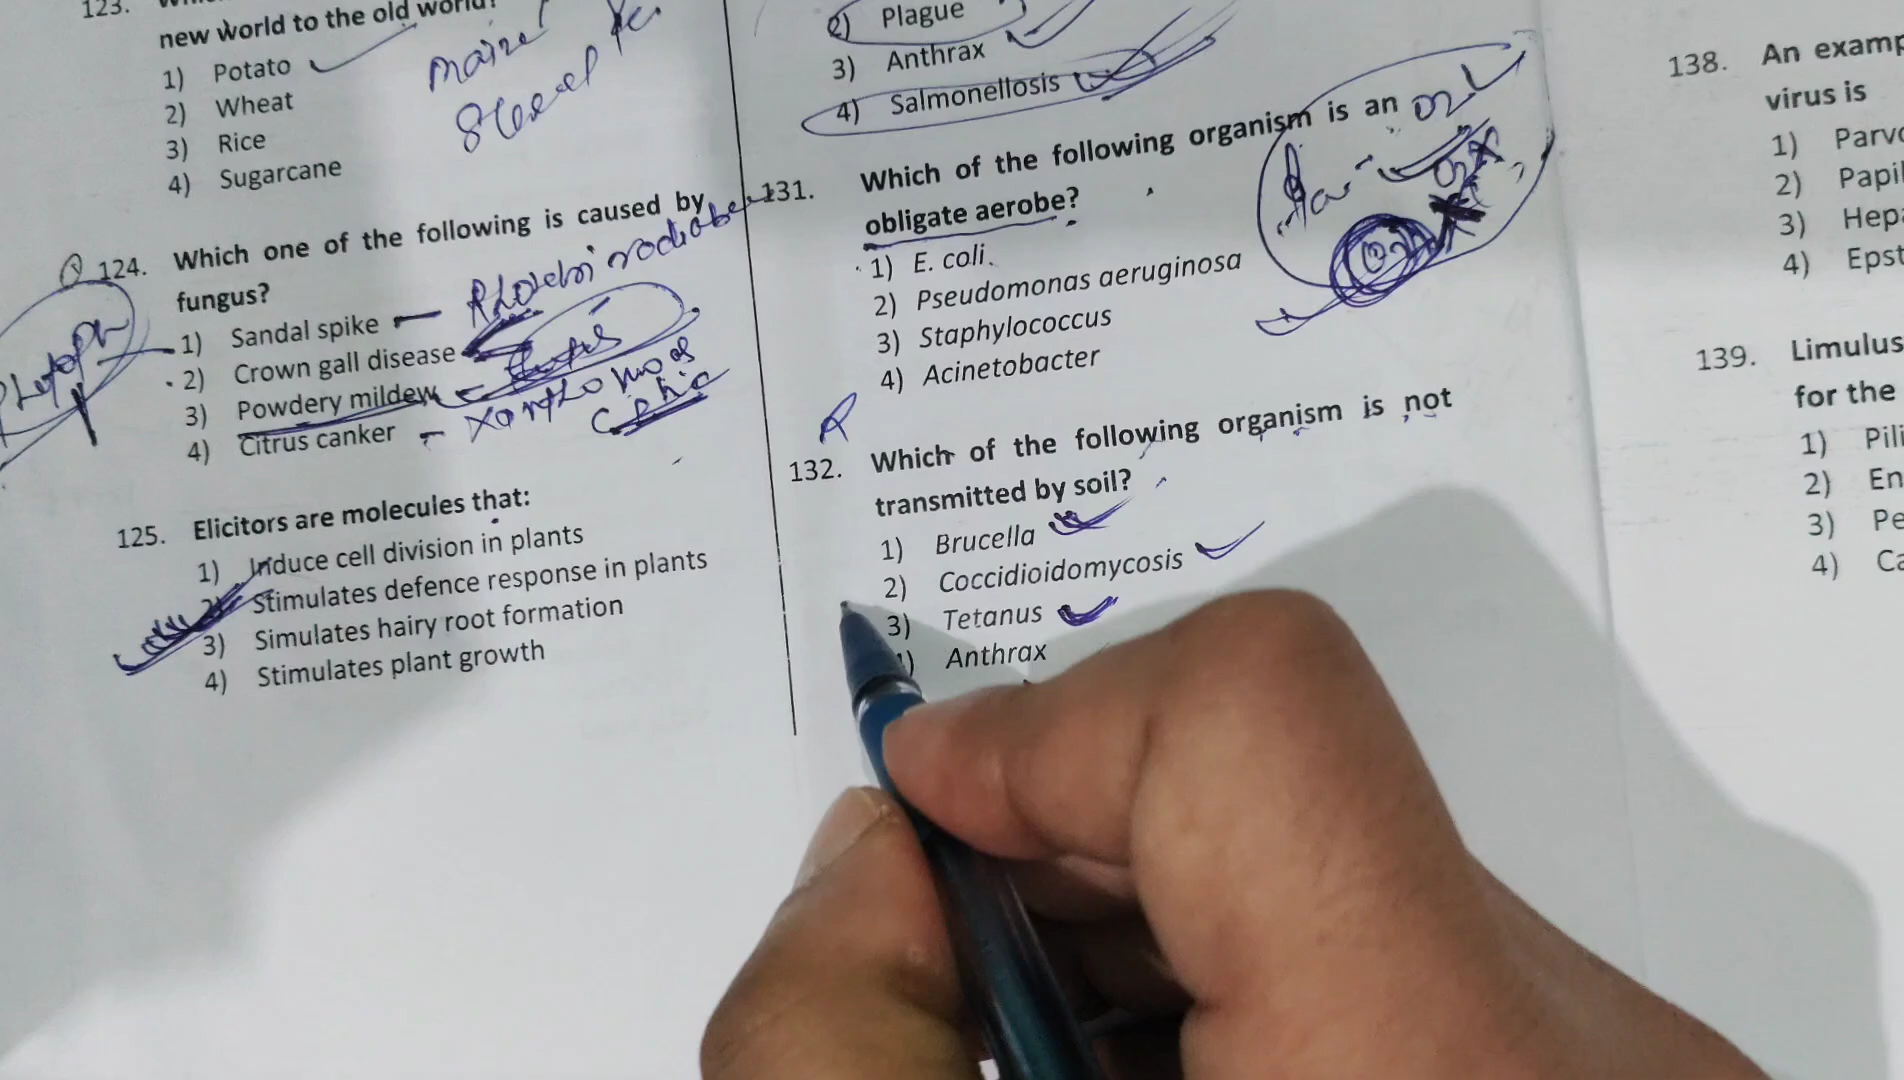 123.
new world to the old world?
1) Potato
2) Wheat
3) Rice
4) Sugarcane
maize
124. Which one of the following is caused by
fungus?
1) Sandal spike
2) Crown gall disease
3) Powdery mildew
4) Citrus canker
125. Elicitors are molecules that:
1) Induce cell division in plants
2) Stimulates defence response in plants
3) Simulates hairy root formation
4) Stimulates plant growth
2) Plague
3) Anthrax
4) Salmonellosis
131. Which of the following organism is an
obligate aerobe?
1) E. coli
2) Pseudomonas aeruginosa
3) Staphylococcus
4) Acinetobacter
132. Which of the following organism is not
transmitted by soil?
1) Brucella
2) Coccidioidomycosis
3) Tetanus
4) Anthrax
138. An examp
virus is
1) Parvo
2) Papil
3) Hepa
4) Epst
139. Limulus
for the
1) Pili
2) En
3) Pe
4) Ca